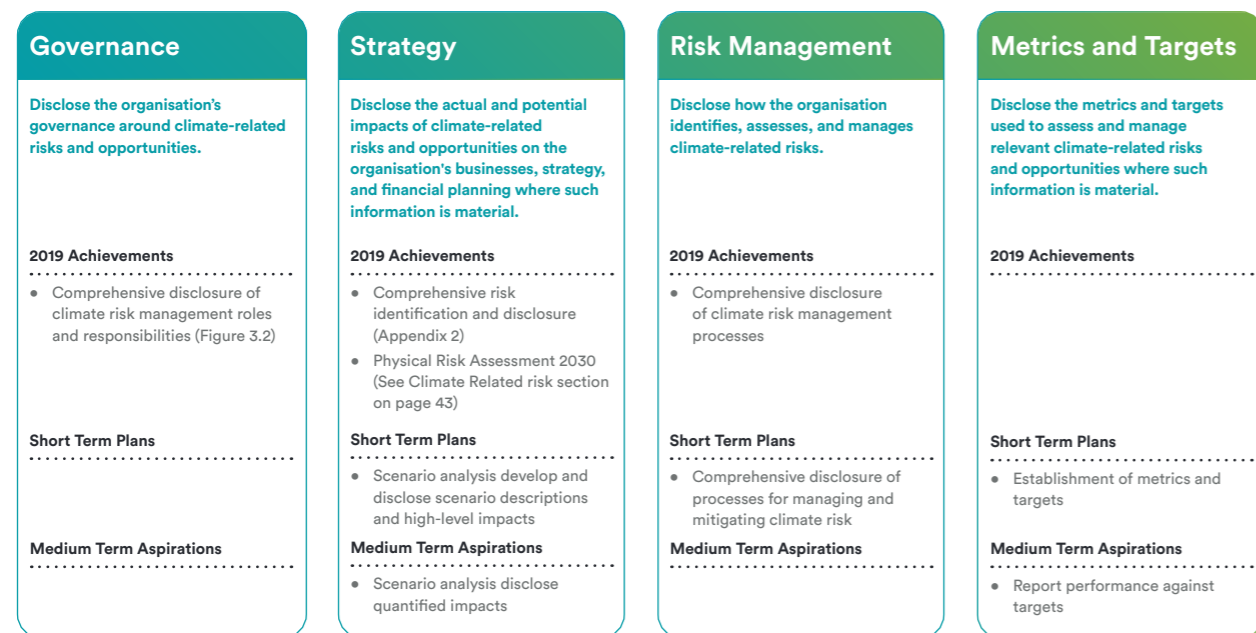 Governance
Disclose the organisation's
governance around climate-related
risks and opportunities.
2019 Achievements
● Comprehensive disclosure of
climate risk management roles
and responsibilities (Figure 3.2)
Short Term Plans
Medium Term Aspirations
Strategy
Disclose the actual and potential
impacts of climate-related
risks and opportunities on the
organisation's businesses, strategy,
and financial planning where such
information is material.
2019 Achievements
● Comprehensive risk
identification and disclosure
(Appendix 2)
● Physical Risk Assessment 2030
(See Climate Related risk section
on page 43)
Short Term Plans
● Scenario analysis develop and
disclose scenario descriptions
and high-level impacts
Medium Term Aspirations
● Scenario analysis disclose
quantified impacts
Risk Management
Disclose how the organisation
identifies, assesses, and manages
climate-related risks.
2019 Achievements
● Comprehensive disclosure
of climate risk management
processes
Short Term Plans
● Comprehensive disclosure of
processes for managing and
mitigating climate risk
Medium Term Aspirations
Metrics and Targets
Disclose the metrics and targets
used to assess and manage
relevant climate-related risks
and opportunities where such
information is material.
2019 Achievements
Short Term Plans
● Establishment of metrics and
targets
Medium Term Aspirations
● Report performance against
targets